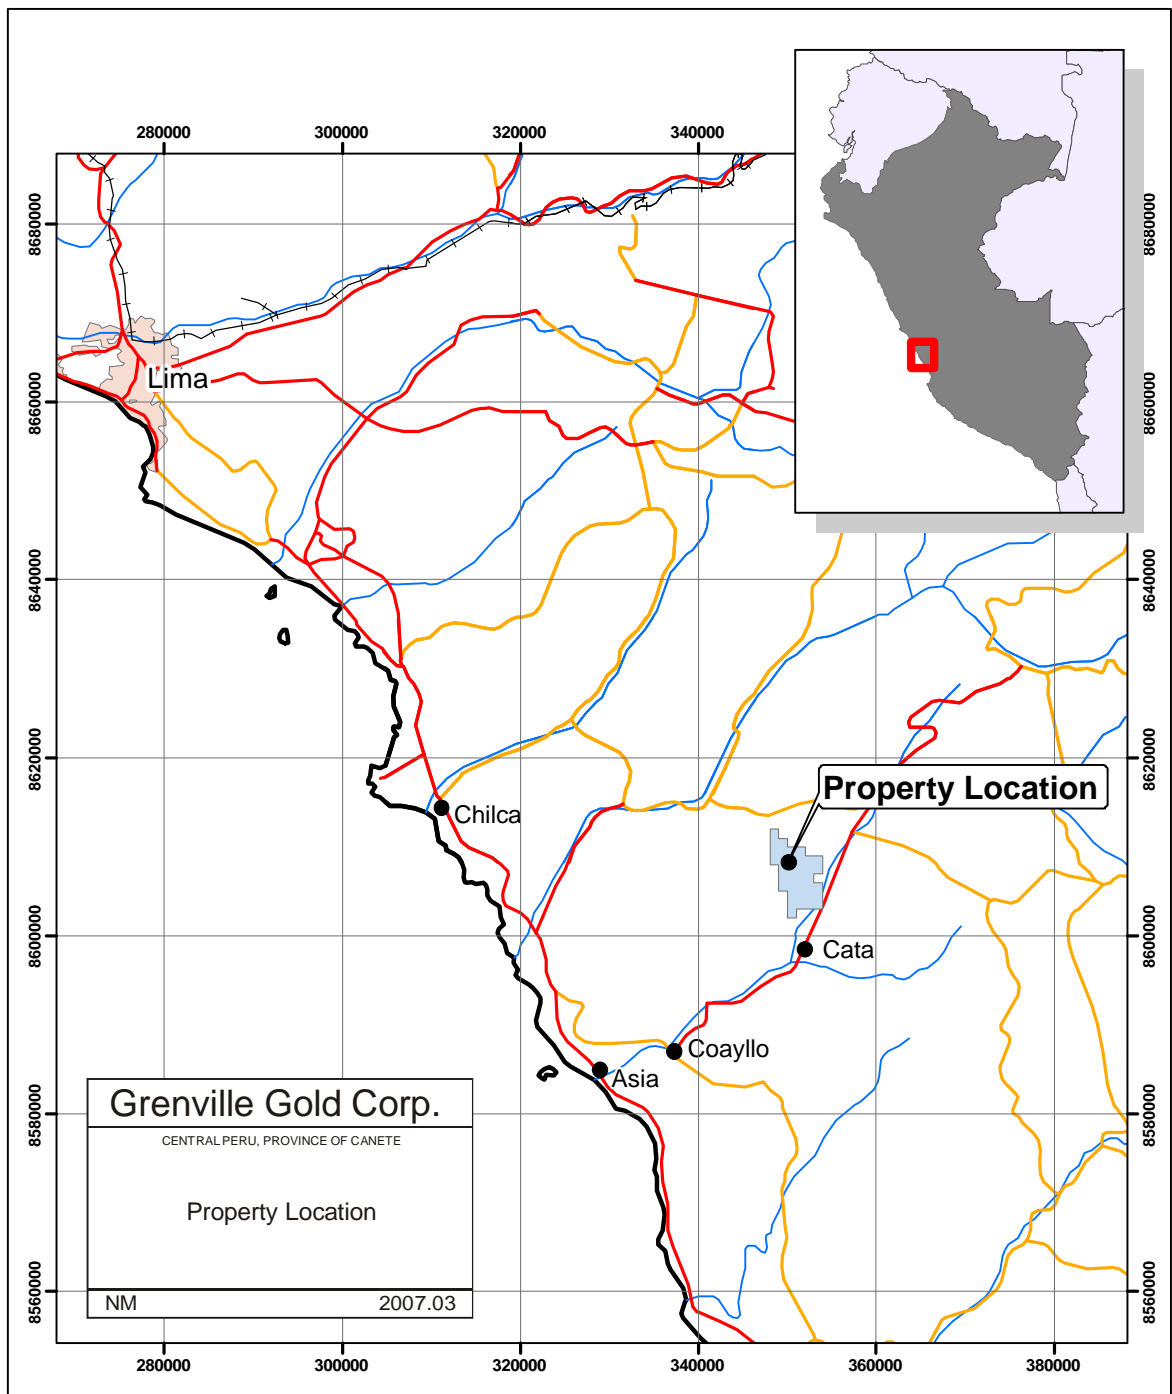 280000
300000
320000
340000
8680000
8680000
8660000
8660000
Lima
8640000
8640000
8620000
8620000
Property Location
Chilca
8600000
8600000
Cata
Coayllo
Asia
8580000
8580000
Grenville Gold Corp.
CENTRAL PERU, PROVINCE OF CANETE
Property Location
NM
2007.03
8560000
8560000
280000
300000
320000
340000
360000
380000